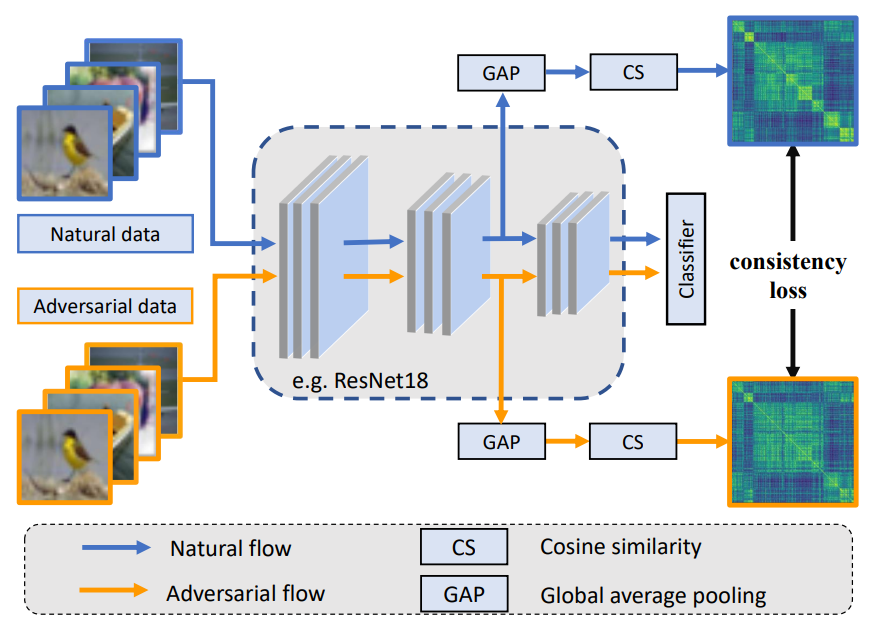 GAP
CS
Natural data
Classifier
consistency
loss
Adversarial data
e.g. ResNet18
GAP
CS
Natural flow
CS
Cosine similarity
Adversarial flow
GAP
Global average pooling